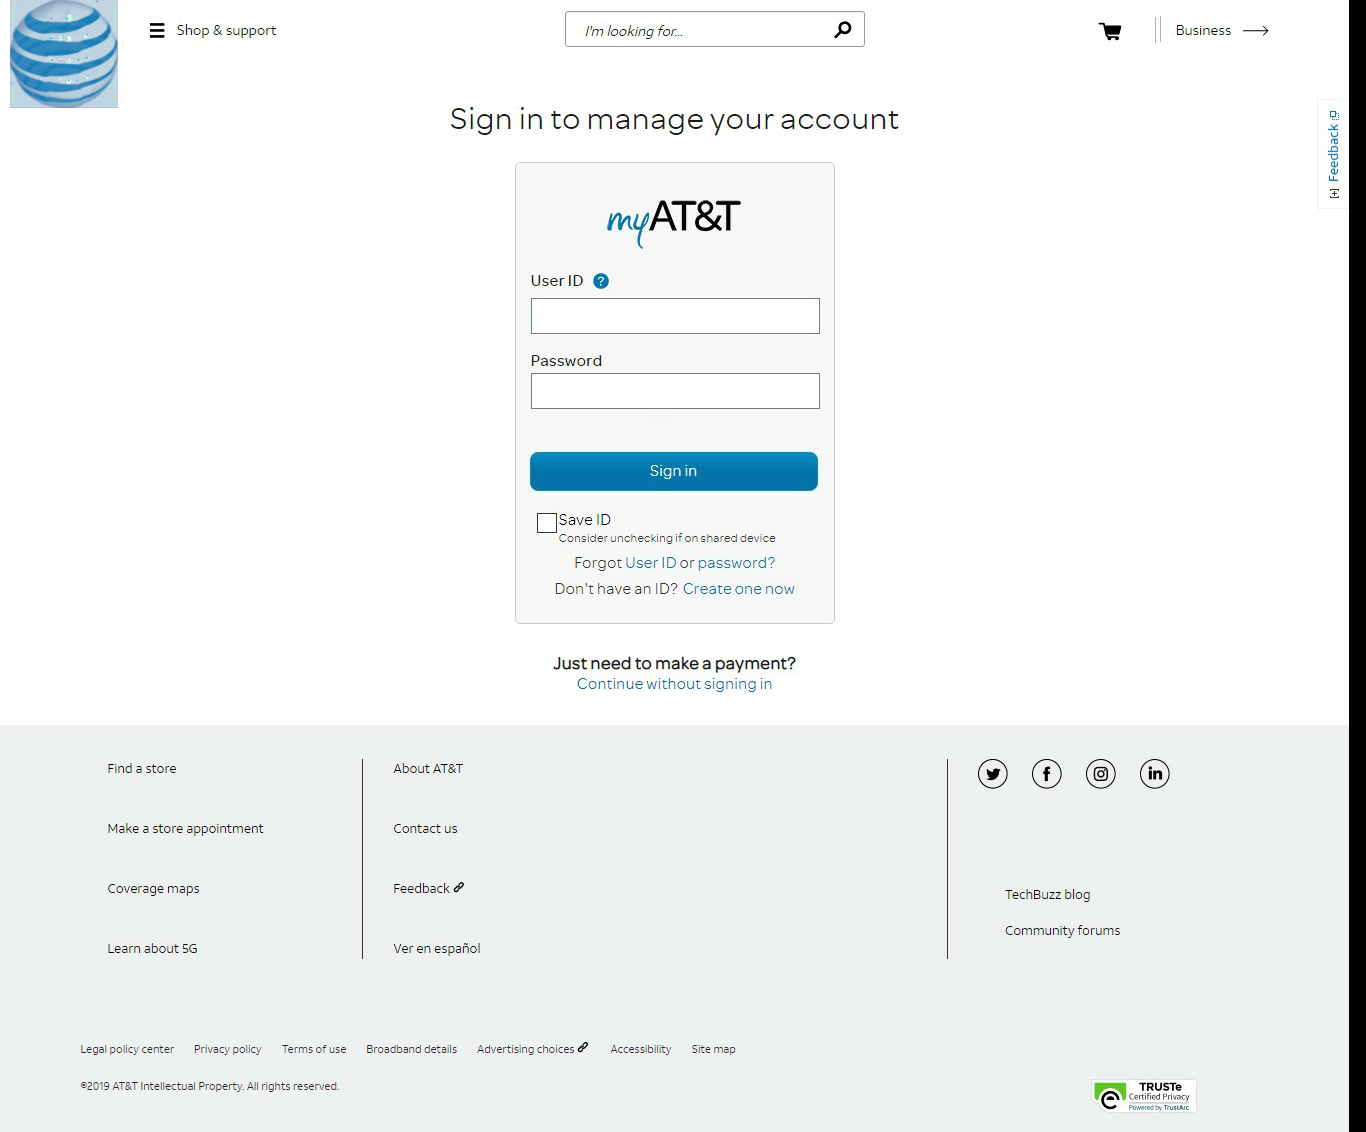 Shop & support
I'm looking for...
Business
Feedback
Sign in to manage your account
myAT&T
User ID ?
Password
Sign in
Save ID
Consider unchecking if on shared device
Forgot User ID or password?
Don't have an ID? Create one now
Just need to make a payment?
Continue without signing in
Find a store
Make a store appointment
Coverage maps
Learn about 5G
About AT&T
Contact us
Feedback
Ver en español
TechBuzz blog
Community forums
Legal policy center Privacy policy Terms of use Broadband details Advertising choices Accessibility Site map
©2019 AT&T Intellectual Property. All rights reserved.
TRUSTe
Certified Privacy
Powered by TrustArc